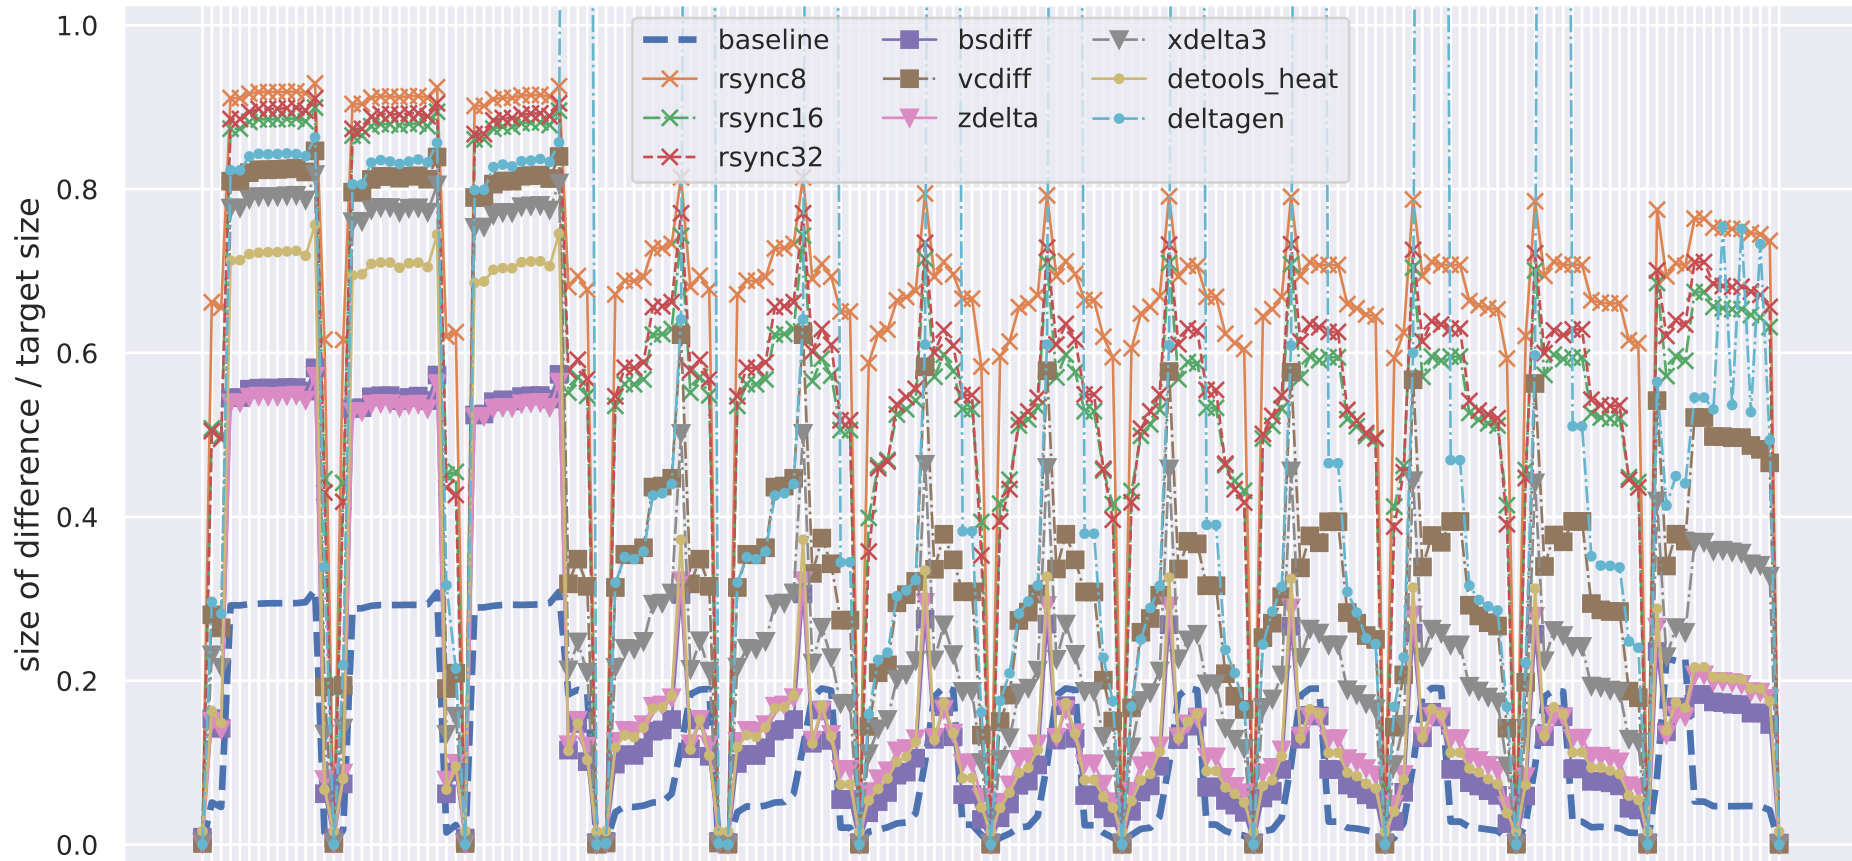 size of difference / target size
1.0
0.8
0.6
0.4
0.2
0.0
baseline
rsync8
rsync16
rsync32
bsdiff
vcdiff
zdelta
xdelta3
detools_heat
deltagen